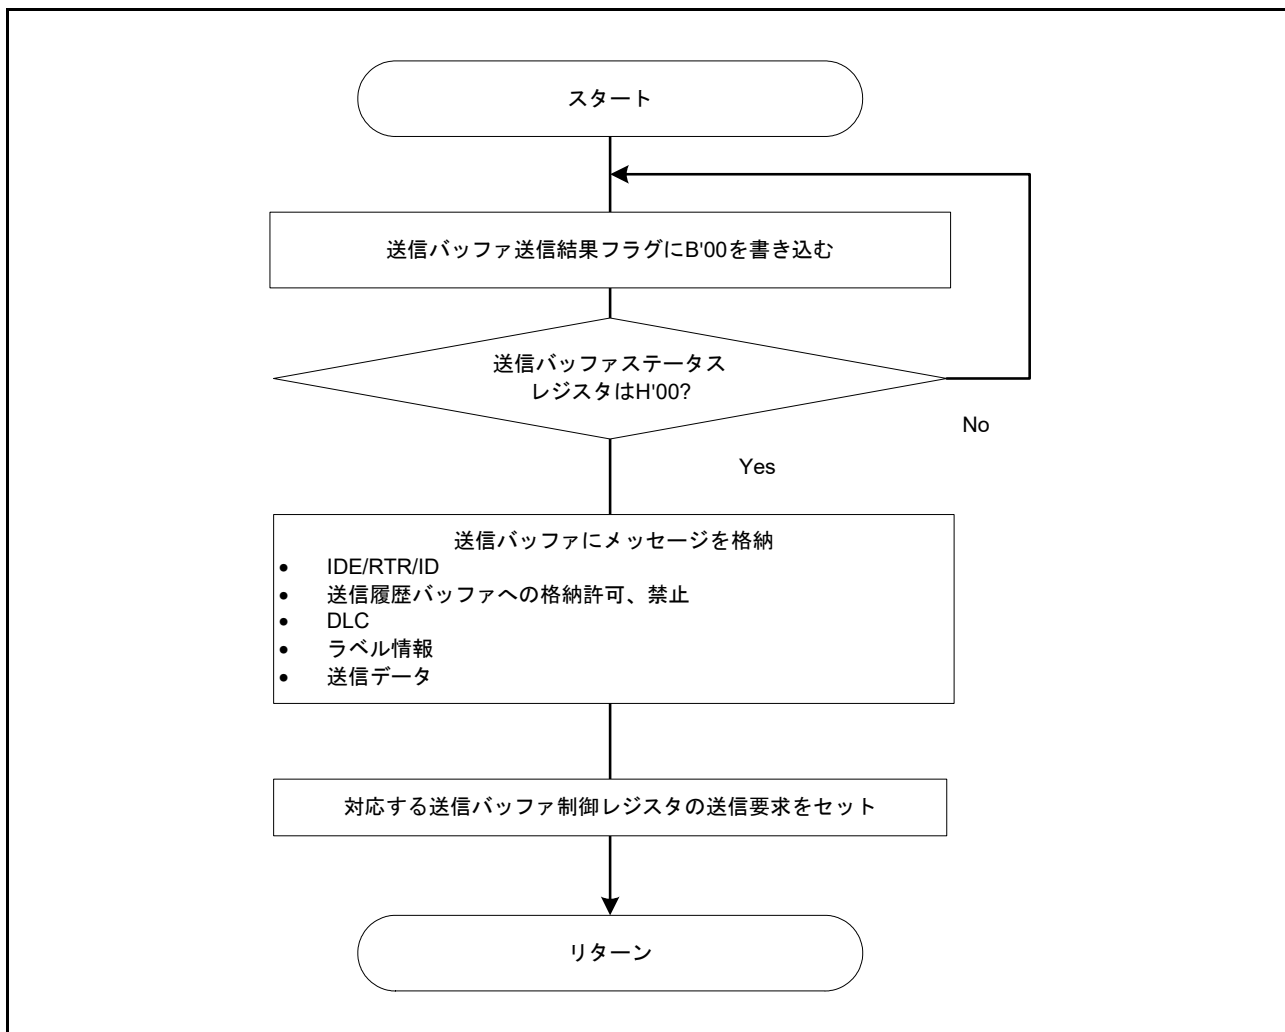 スタート
送信バッファ送信結果フラグにB'00を書き込む
送信バッファステータス
レジスタはH'00?
No
Yes
送信バッファにメッセージを格納
• IDE/RTR/ID
• 送信履歴バッファへの格納許可、禁止
• DLC
• ラベル情報
• 送信データ
対応する送信バッファ制御レジスタの送信要求をセット
リターン